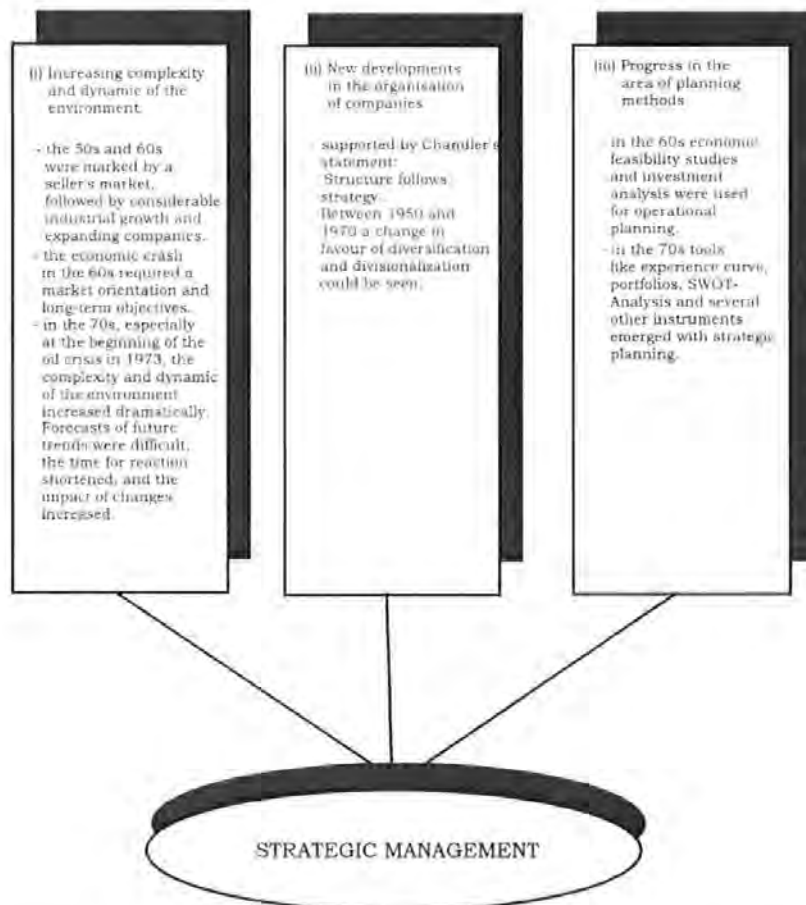 (i) Increasing complexity
and dynamic of the
environment.
- the 50s and 60s
were marked by a
seller's market,
followed by considerable
industrial growth and
expanding companies.
- the economic crash
in the 60s required a
market orientation and
long-term objectives.
- in the 70s, especially
at the beginning of the
oil crisis in 1973, the
complexity and dynamic
of the environment
increased dramatically.
Forecasts of future
trends were difficult,
the time for reaction
shortened, and the
impact of changes
increased.
(ii) New developments
in the organisation
of companies
supported by Chandler's
statement:
Structure follows
strategy.
Between 1950 and
1970 a change in
favour of diversification
and divisionalization
could be seen.
(iii) Progress in the
area of planning
methods
- in the 60s economic
feasibility studies
and investment
analysis were used
for operational
planning.
- in the 70s tools
like experience curve,
portfolios, SWOT-
Analysis and several
other instruments
emerged with strategic
planning.
STRATEGIC MANAGEMENT